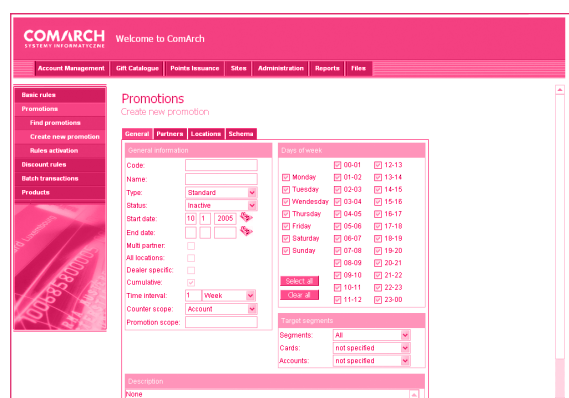 COMARCH
SYSTEMY INFORMATYCZNE
Welcome to ComArch
Account Management Gift Catalogue Points Issuance Sites Administration Reports Files
Basic rules
Promotions
Find promotions
Create new promotion
Rules activation
Discount rules
Batch transactions
Products
Promotions
Create new promotion
General Partners Locations Schema
General information
Code:
Name:
Type: Standard
Status: Inactive
Start date: 10 1 2005
End date:
Multi partner:
All locations:
Dealer specific:
Cumulative:
Time interval: 1 Week
Counter scope: Account
Promotion scope:
Days of week
00-01 12-13
Monday 01-02 13-14
Tuesday 02-03 14-15
Wendesday 03-04 15-16
Thursday 04-05 16-17
Friday 05-06 17-18
Saturday 06-07 18-19
Sunday 07-08 19-20
08-09 20-21
09-10 21-22
Select all
10-11 22-23
Clear all
11-12 23-00
Target segments
Segments: All
Cards: not specified
Accounts: not specified
Description
None